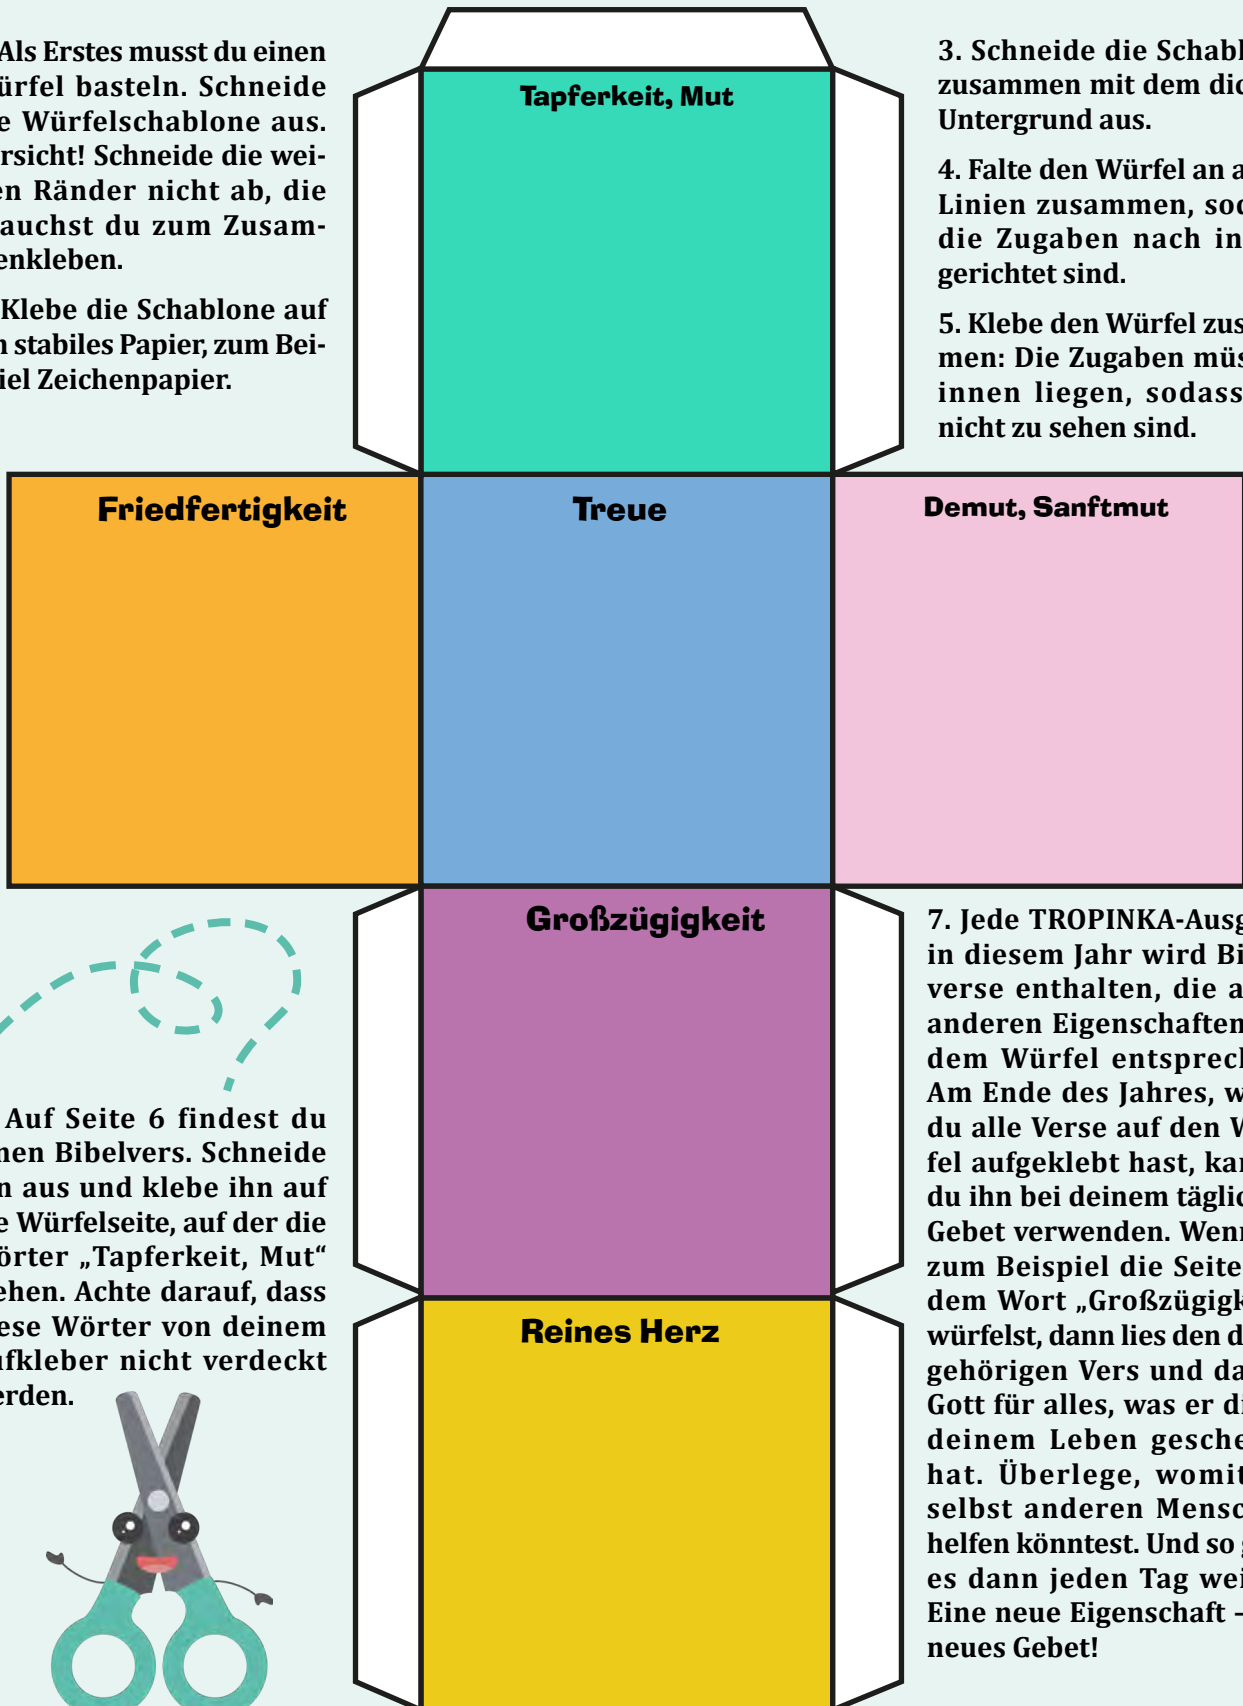 Als Erstes musst du einen
ürfel basteln. Schneide
e Würfelschablone aus.
rsicht! Schneide die wei-
en Ränder nicht ab, die
auchst du zum Zusam-
enkleben.
Klebe die Schablone auf
n stabiles Papier, zum Bei-
iel Zeichenpapier.
Tapferkeit, Mut
3. Schneide die Schabl
zusammen mit dem dic
Untergrund aus.
4. Falte den Würfel an a
Linien zusammen, sod
die Zugaben nach in
gerichtet sind.
5. Klebe den Würfel zus
men: Die Zugaben müs
innen liegen, sodass
nicht zu sehen sind.
Friedfertigkeit
Treue
Demut, Sanftmut
Großzügigkeit
Auf Seite 6 findest du
nen Bibelvers. Schneide
n aus und klebe ihn auf
e Würfelseite, auf der die
örter „Tapferkeit, Mut“
ehen. Achte darauf, dass
ese Wörter von deinem
ufkleber nicht verdeckt
erden.
7. Jede TROPINKA-Ausg
in diesem Jahr wird Bi
verse enthalten, die a
anderen Eigenschaften
dem Würfel entsprech
Am Ende des Jahres, w
du alle Verse auf den W
fel aufgeklebt hast, kan
du ihn bei deinem täglic
Gebet verwenden. Wenn
zum Beispiel die Seite
dem Wort „Großzügigk
würfelst, dann lies den d
gehörigen Vers und da
Gott für alles, was er di
deinem Leben gesche
hat. Überlege, womit
selbst anderen Mensc
helfen könntest. Und so g
es dann jeden Tag wei
Eine neue Eigenschaft –
neues Gebet!
Reines Herz